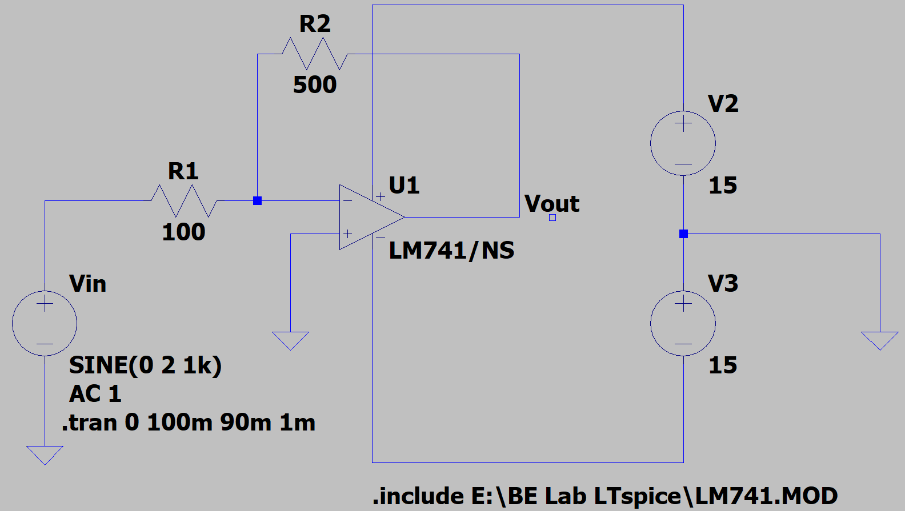 R2
500
V2
15
R1
100
U1
LM741/NS
Vout
Vin
SINE(0 2 1k)
AC 1
.tran 0 100m 90m 1m
V3
15
.include E:\BE Lab LTspice\LM741.MOD